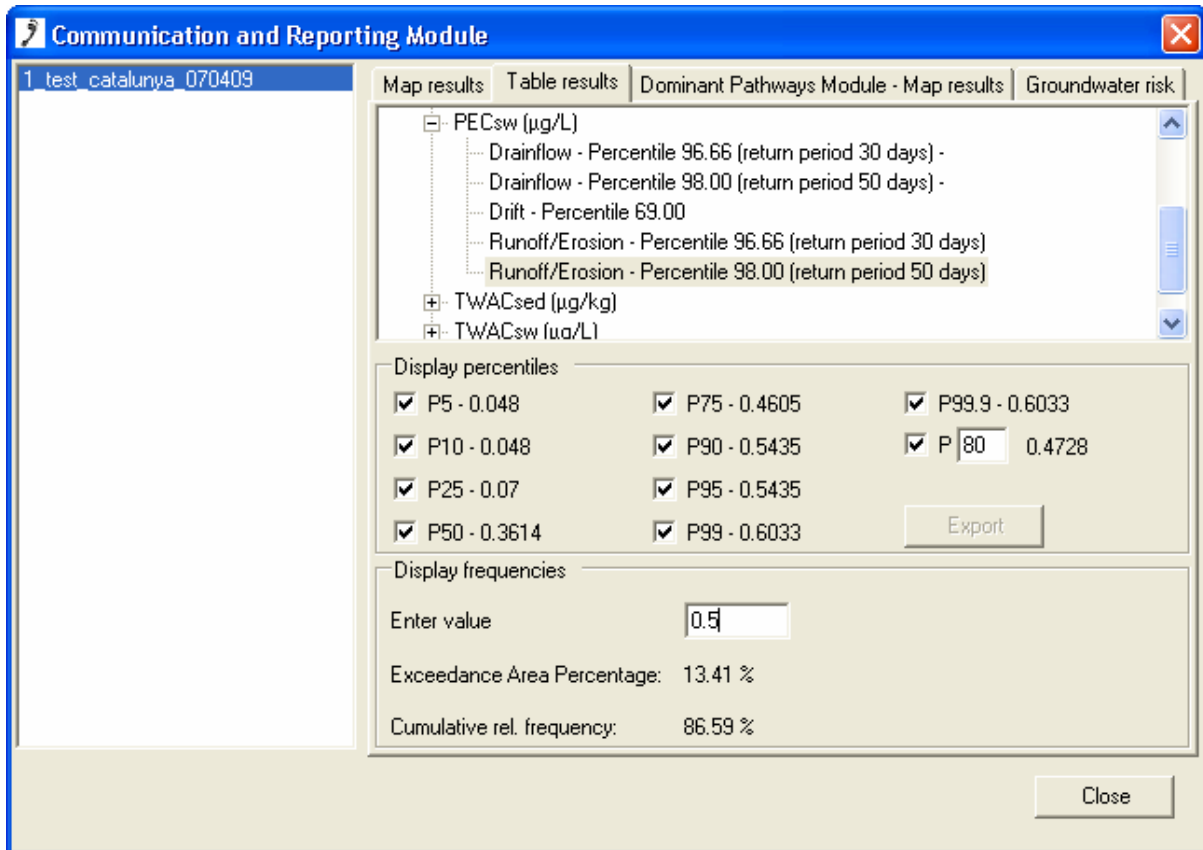 Communication and Reporting Module
1_test_catalunya_070409
Map results Table results Dominant Pathways Module - Map results Groundwater risk
PECsw (µg/L)
Drainflow - Percentile 96.66 (return period 30 days) -
Drainflow - Percentile 98.00 (return period 50 days) -
Drift - Percentile 69.00
Runoff/Erosion - Percentile 96.66 (return period 30 days)
Runoff/Erosion - Percentile 98.00 (return period 50 days)
TWACsed (µg/kg)
TWACsw (µg/L)
Display percentiles
P5 - 0.048 P75 - 0.4605 P99.9 - 0.6033
P10 - 0.048 P90 - 0.5435 P 80 0.4728
P25 - 0.07 P95 - 0.5435
P50 - 0.3614 P99 - 0.6033 Export
Display frequencies
Enter value 0.5
Exceedance Area Percentage: 13.41 %
Cumulative rel. frequency: 86.59 %
Close